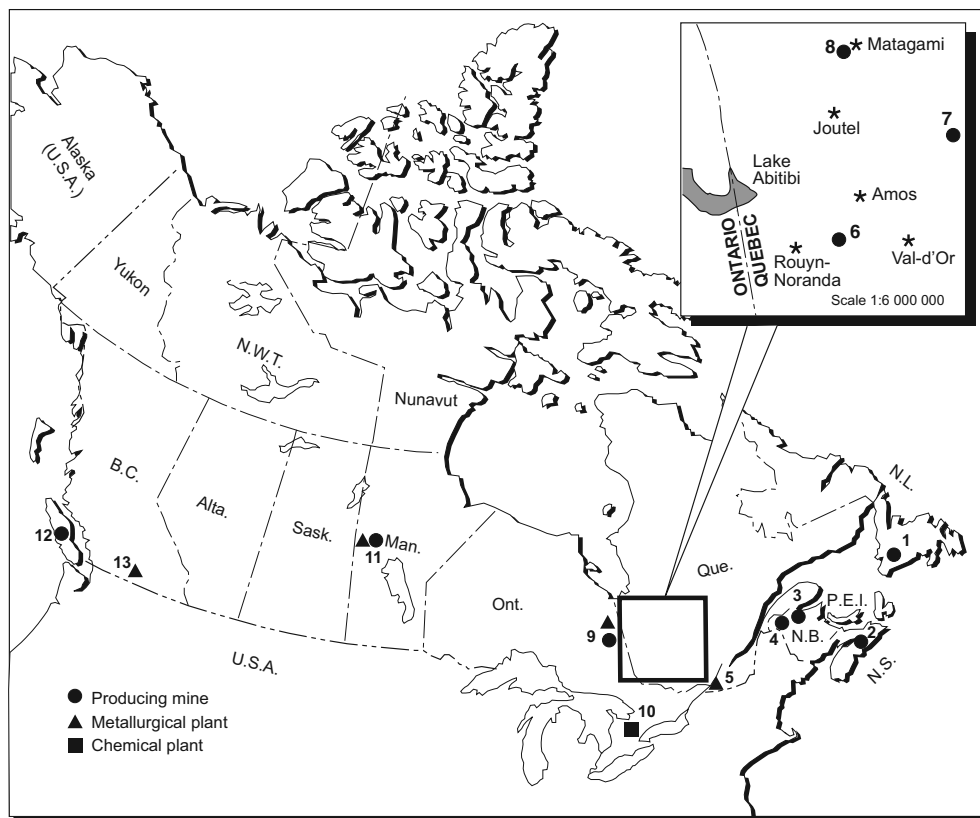 8
Matagami
7
Joutel
Lake
Abitibi
Amos
6
ONTARIO
QUEBEC
Rouyn-
Noranda
Val-d'Or
Scale 1:6 000 000
Alaska
(U.S.A.)
Yukon
N.W.T.
Nunavut
B.C.
Alta.
Sask.
Man.
Ont.
Que.
N.L.
P.E.I.
N.B.
N.S.
U.S.A.
12
13
11
9
10
5
4
3
2
1
Producing mine
Metallurgical plant
Chemical plant